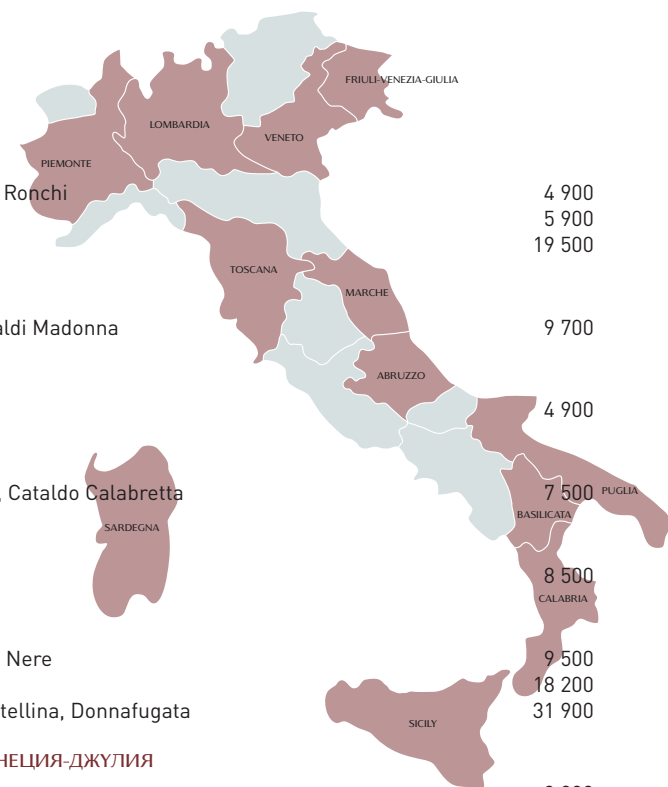 FRIULI-VENEZIA-GIULIA
LOMBARDIA
VENETO
PIEMONTE
Ronchi 4 900
5 900
19 500
TOSCANA
MARCHE
aldi Madonna 9 700
ABRUZZO
4 900
, Cataldo Calabretta 7 500
PUGLIA
BASILICATA
SARDEGNA
8 500
CALABRIA
Nere 9 500
18 200
tellina, Donnafugata 31 900
SICILY
НЕЦИЯ-ДЖУЛИЯ